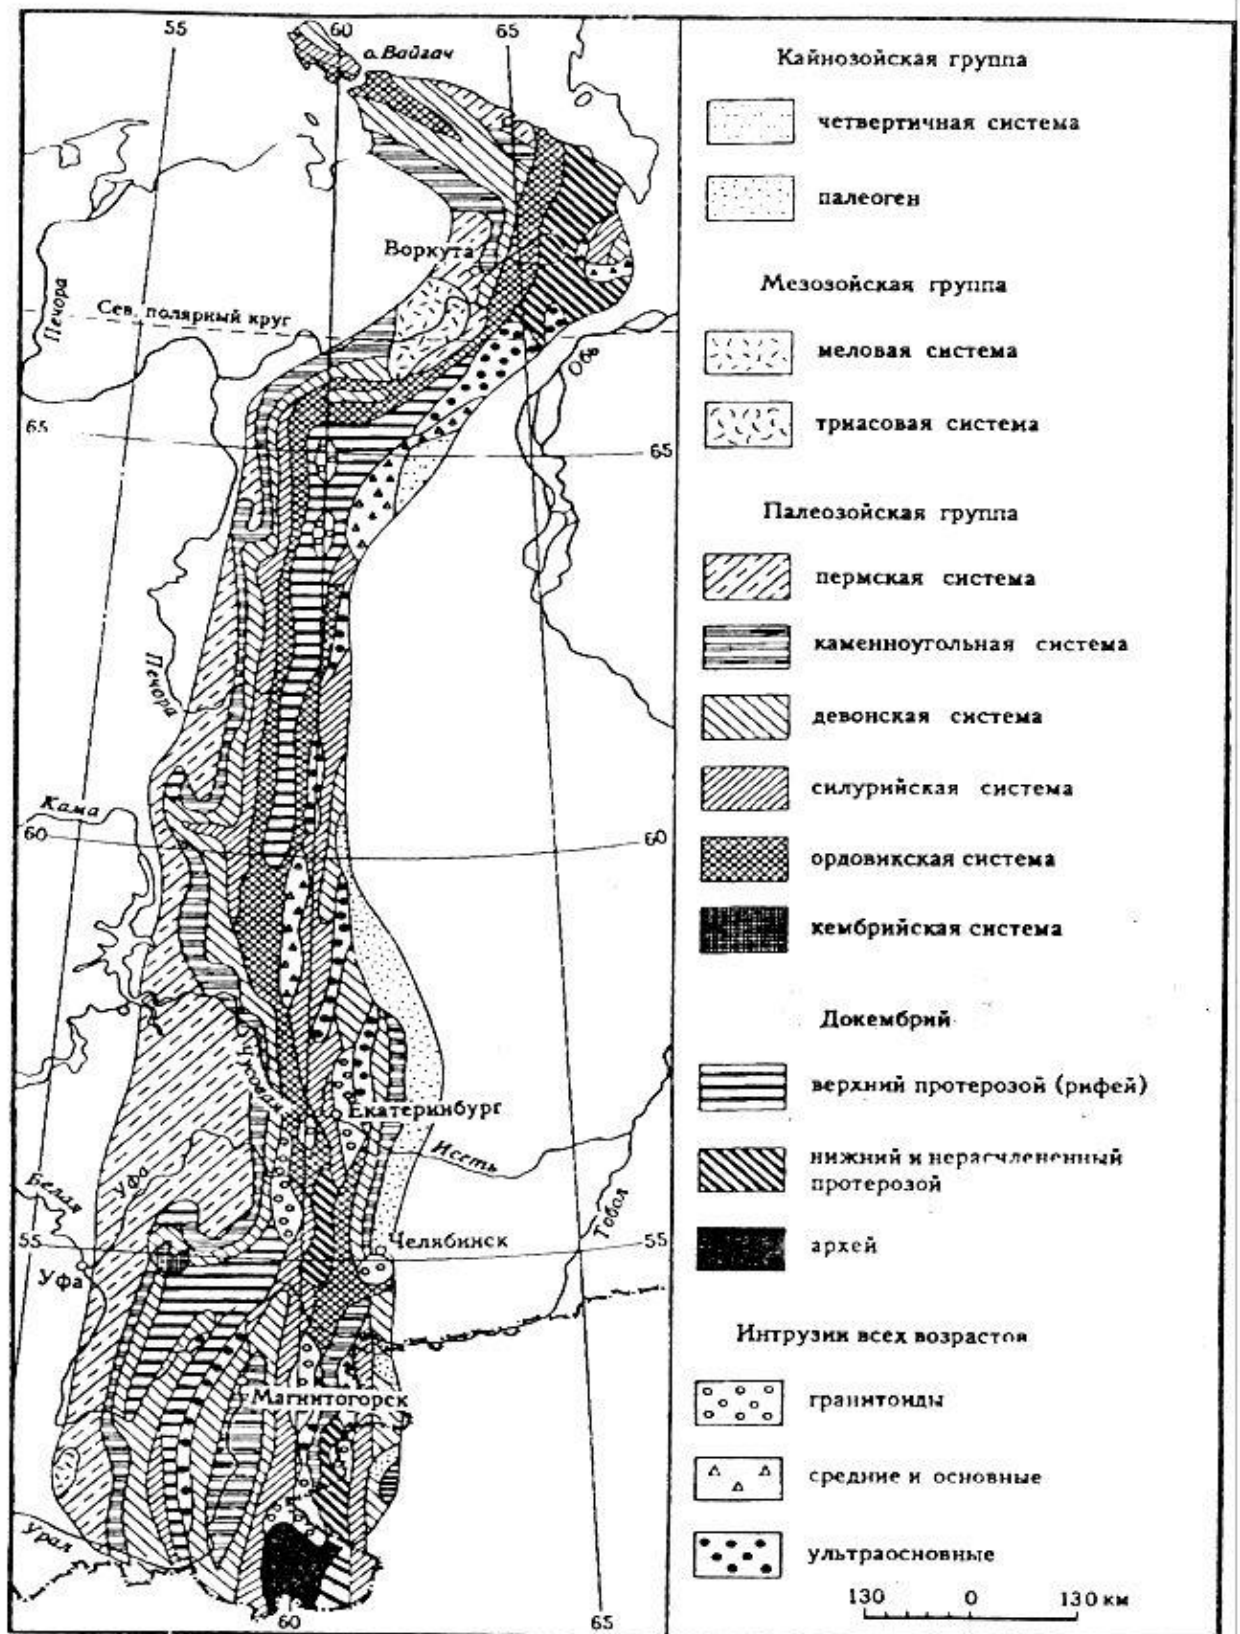 55
60
65
о. Вайгач
Обь
Воркута
Печора
Сев. полярный круг
Обь
65
65
Печора
Кама
60
60
Чусовая
Екатеринбург
Исеть
Белая
Уфа
Тобол
55
Челябинск
55
Уфа
Магнитогорск
Урал
60
65
Кайнозойская группа
четвертичная система
палеоген
Мезозойская группа
меловая система
триасовая система
Палеозойская группа
пермская система
каменноугольная система
девонская система
силурийская система
ордовикская система
кембрийская система
Докембрий
верхний протерозой (рифей)
нижний и нерасчлененный
протерозой
архей
Интрузии всех возрастов
гранитоиды
средние и основные
ультраосновные
130 0 130 км